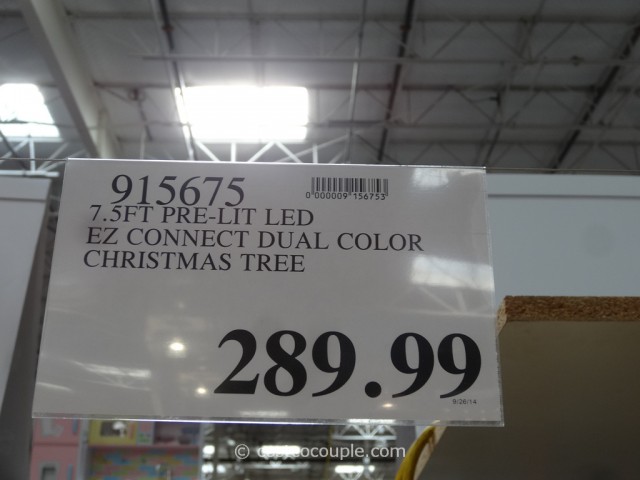 915675
0"000009"156753"
7.5FT PRE-LIT LED
EZ CONNECT DUAL COLOR
CHRISTMAS TREE
289.99
9/26/14
© costcocouple.com